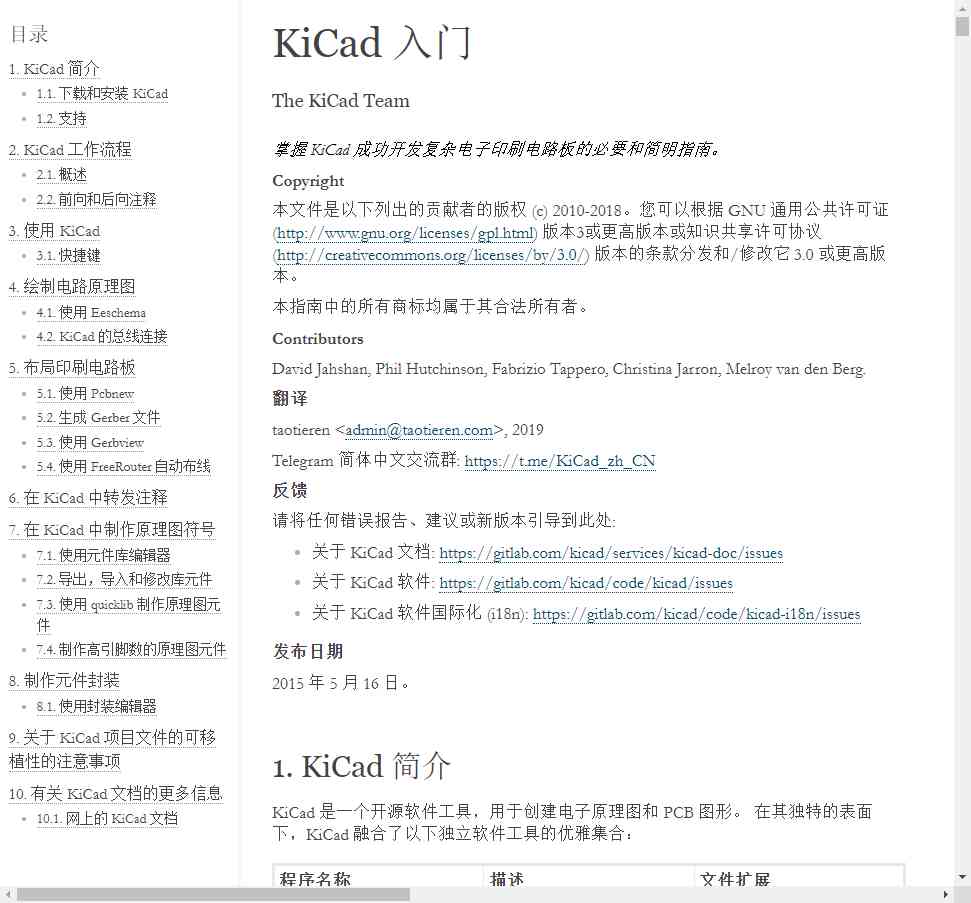 目录
1. KiCad 简介
1.1. 下载和安装 KiCad
1.2. 支持
2. KiCad 工作流程
2.1. 概述
2.2. 前向和后向注释
3. 使用 KiCad
3.1. 快捷键
4. 绘制电路原理图
4.1. 使用 Eeschema
4.2. KiCad 的总线连接
5. 布局印刷电路板
5.1. 使用 Pcbnew
5.2. 生成 Gerber 文件
5.3. 使用 Gerbview
5.4. 使用 FreeRouter 自动布线
6. 在 KiCad 中转发注释
7. 在 KiCad 中制作原理图符号
7.1. 使用元件库编辑器
7.2. 导出，导入和修改库元件
7.3. 使用 quicklib 制作原理图元
件
7.4. 制作高引脚数的原理图元件
8. 制作元件封装
8.1. 使用封装编辑器
9. 关于 KiCad 项目文件的可移
植性的注意事项
10. 有关 KiCad 文档的更多信息
10.1. 网上的 KiCad 文档
KiCad 入门
The KiCad Team
掌握 KiCad 成功开发复杂电子印刷电路板的必要和简明指南。
Copyright
本文件是以下列出的贡献者的版权 (c) 2010-2018。您可以根据 GNU 通用公共许可证
(http://www.gnu.org/licenses/gpl.html) 版本3或更高版本或知识共享许可协议
(http://creativecommons.org/licenses/by/3.0/) 版本的条款分发和/修改它 3.0 或更高版
本。
本指南中的所有商标均属于其合法所有者。
Contributors
David Jahshan, Phil Hutchinson, Fabrizio Tappero, Christina Jarron, Melroy van den Berg.
翻译
taotieren <admin@taotieren.com>, 2019
Telegram 简体中文交流群: https://t.me/KiCad_zh_CN
反馈
请将任何错误报告、建议或新版本引导到此处:
关于 KiCad 文档: https://gitlab.com/kicad/services/kicad-doc/issues
关于 KiCad 软件: https://gitlab.com/kicad/code/kicad/issues
关于 KiCad 软件国际化 (i18n): https://gitlab.com/kicad/code/kicad-i18n/issues
发布日期
2015 年 5 月 16 日。
1. KiCad 简介
KiCad 是一个开源软件工具，用于创建电子原理图和 PCB 图形。 在其独特的表面
下，KiCad 融合了以下独立软件工具的优雅集合：
程序名称 描述 文件扩展